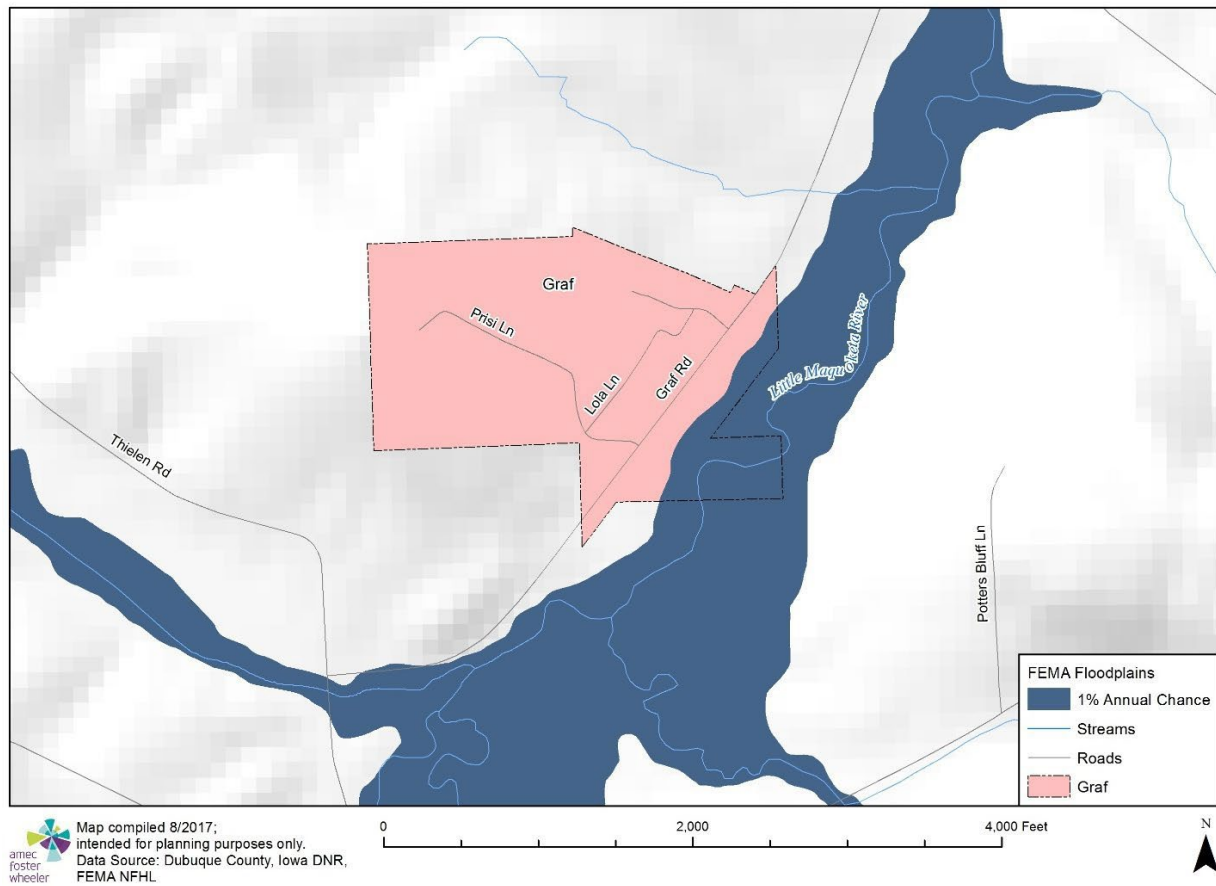 Graf
Prisi Ln
Lola Ln
Graf Rd
Little Maquoketa River
Thielen Rd
Potters Bluff Ln
FEMA Floodplains
1% Annual Chance
Streams
Roads
Graf
amec
foster
wheeler
Map compiled 8/2017;
intended for planning purposes only.
Data Source: Dubuque County, Iowa DNR,
FEMA NFHL
0 2,000 4,000 Feet
N